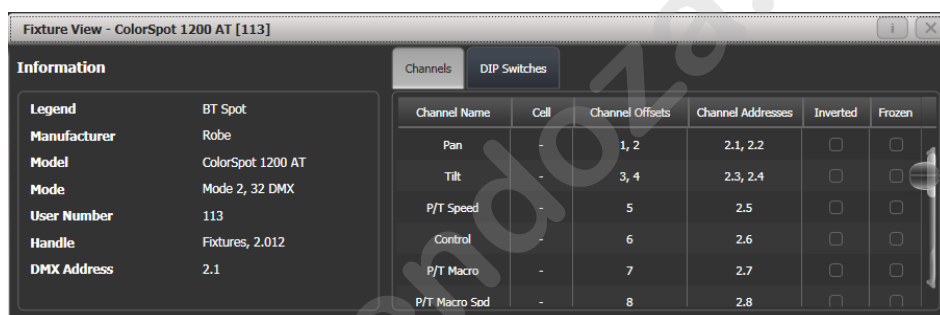 Fixture View - ColorSpot 1200 AT [113]
i
Information
Channels DIP Switches
Legend BT Spot
Manufacturer Robe
Model ColorSpot 1200 AT
Mode Mode 2, 32 DMX
User Number 113
Handle Fixtures, 2.012
DMX Address 2.1
Channel Name Cell Channel Offsets Channel Addresses Inverted Frozen
Pan - 1, 2 2.1, 2.2
Tilt - 3, 4 2.3, 2.4
P/T Speed - 5 2.5
Control - 6 2.6
P/T Macro - 7 2.7
P/T Macro Spd - 8 2.8